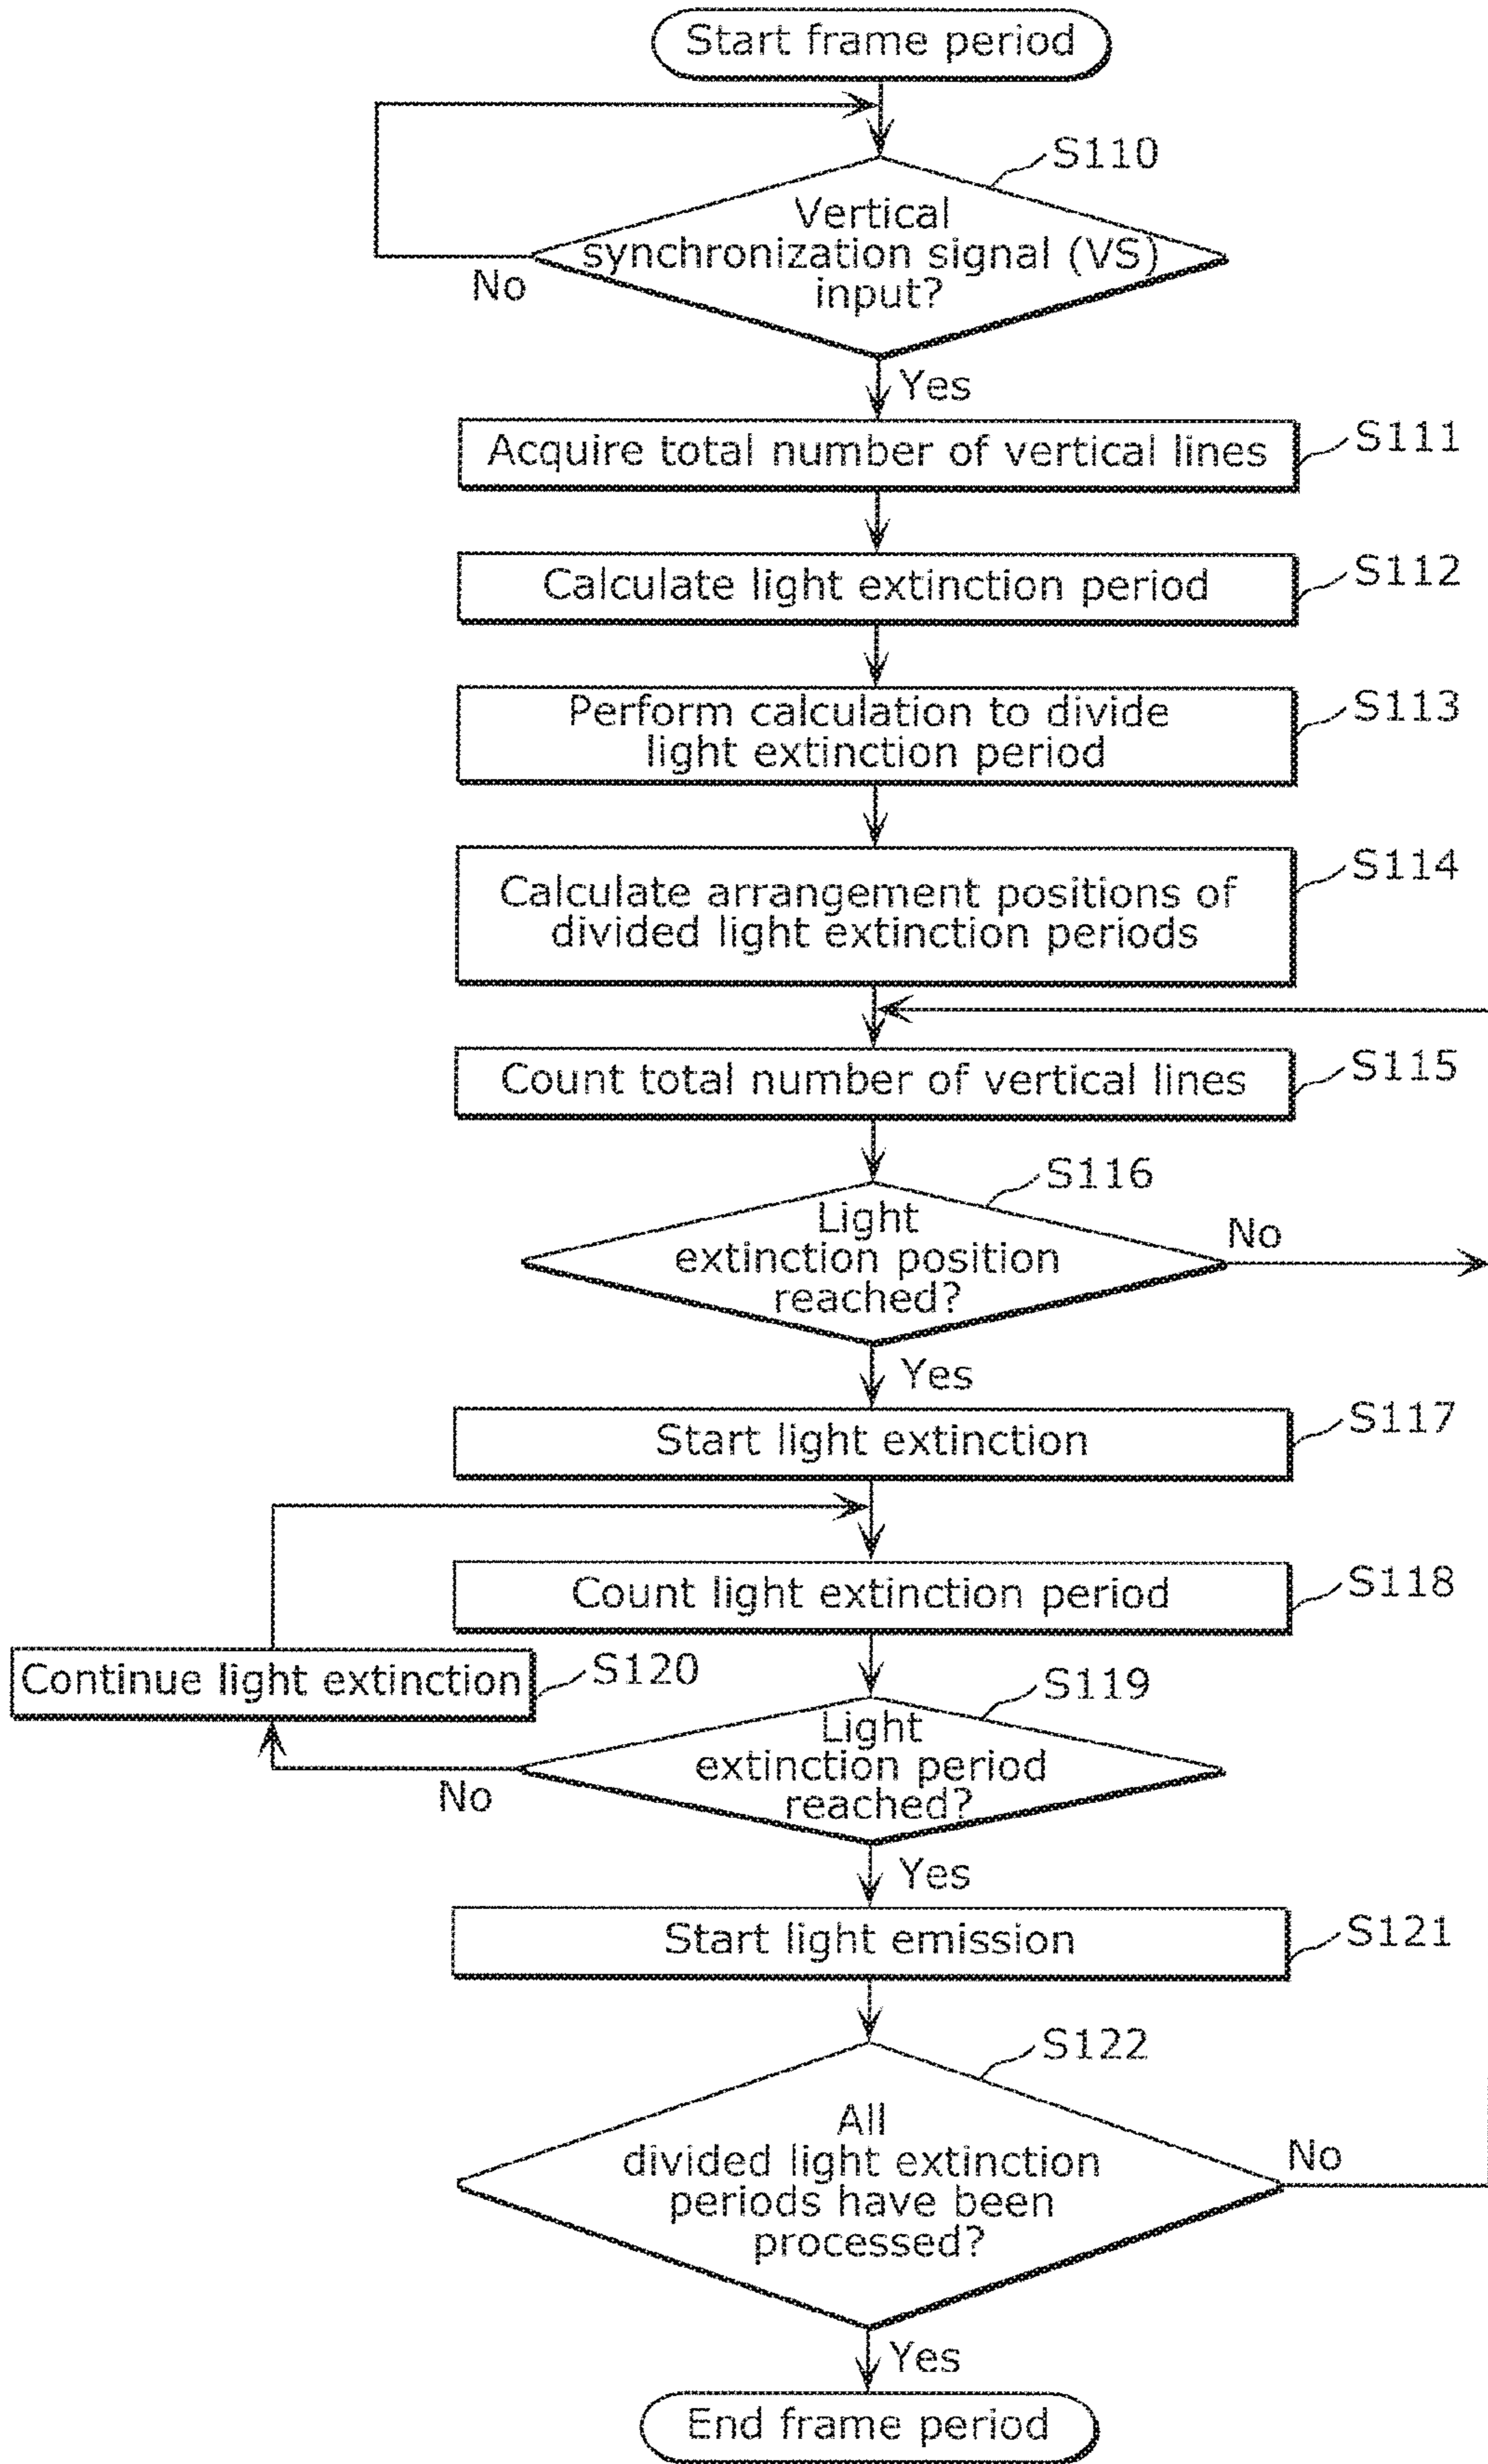 Start frame period
S110
Vertical
synchronization signal (VS)
input?
No
Yes
Acquire total number of vertical lines
S111
Calculate light extinction period
S112
Perform calculation to divide
light extinction period
S113
Calculate arrangement positions of
divided light extinction periods
S114
Count total number of vertical lines
S115
S116
Light
extinction position
reached?
No
Yes
Start light extinction
S117
Count light extinction period
S118
Continue light extinction
S120
S119
Light
extinction period
reached?
No
Yes
Start light emission
S121
S122
All
divided light extinction
periods have been
processed?
No
Yes
End frame period